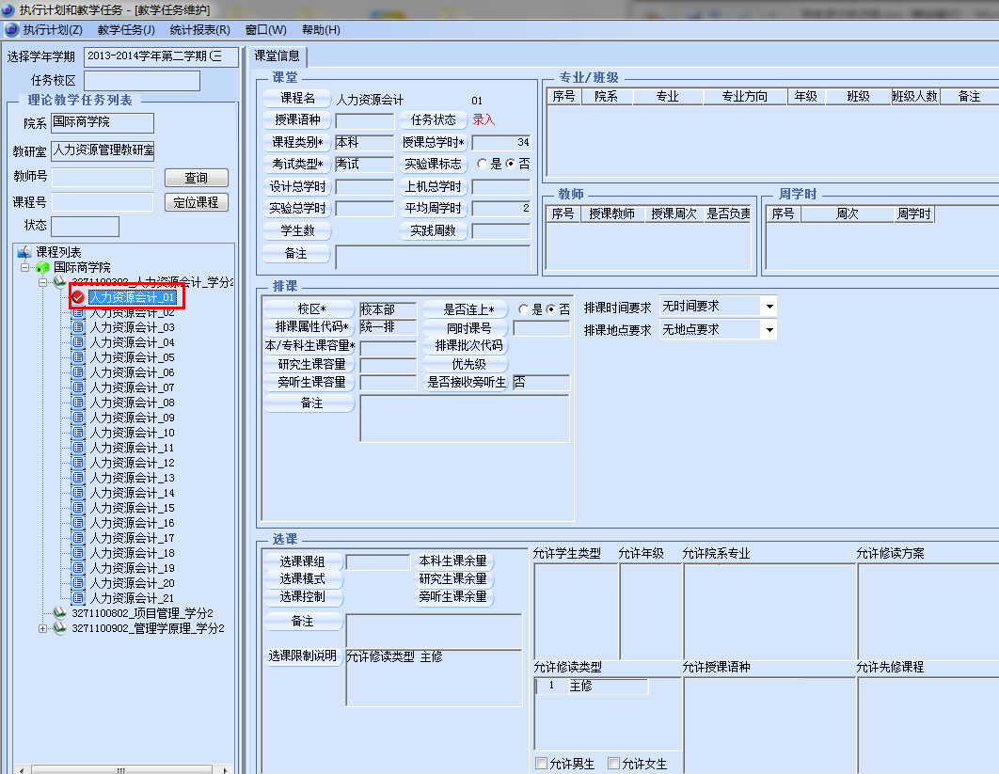 执行计划和教学任务 - [教学任务维护]
执行计划(Z) 教学任务(J) 统计报表(R) 窗口(W) 帮助(H)
选择学年学期 2013-2014学年第二学期(三
任务校区
理论教学任务列表
院系 国际商学院
教研室 人力资源管理教研室
教师号 查询
课程号 定位课程
状态
课程列表
国际商学院
3271100302_人力资源会计_学分2
人力资源会计_01
人力资源会计_02
人力资源会计_03
人力资源会计_04
人力资源会计_05
人力资源会计_06
人力资源会计_07
人力资源会计_08
人力资源会计_09
人力资源会计_10
人力资源会计_11
人力资源会计_12
人力资源会计_13
人力资源会计_14
人力资源会计_15
人力资源会计_16
人力资源会计_17
人力资源会计_18
人力资源会计_19
人力资源会计_20
人力资源会计_21
3271100802_项目管理_学分2
3271100902_管理学原理_学分2
课堂信息
课堂
课程名 人力资源会计 01
授课语种 任务状态 录入
课程类别* 本科 授课总学时* 34
考试类型* 考试 实验课标志 是 否
设计总学时 上机总学时
实验总学时 平均周学时 2
学生数 实践周数
备注
专业/班级
序号 院系 专业 专业方向 年级 班级 班级人数 备注
教师
序号 授课教师 授课周次 是否负责
周学时
序号 周次 周学时
排课
校区* 校本部 是否连上* 是 否 排课时间要求 无时间要求
排课属性代码* 统一排 同时课号 排课地点要求 无地点要求
本/专科生课容量* 排课批次代码
研究生课容量 优先级
旁听生课容量 是否接收旁听生 否
备注
选课
选课课组 本科生课余量
选课模式 研究生课余量
选课控制 旁听生课余量
备注
选课限制说明 允许修读类型 主修
允许学生类型 允许年级 允许院系专业 允许修读方案
允许修读类型 允许授课语种 允许先修课程
1 主修
允许男生 允许女生